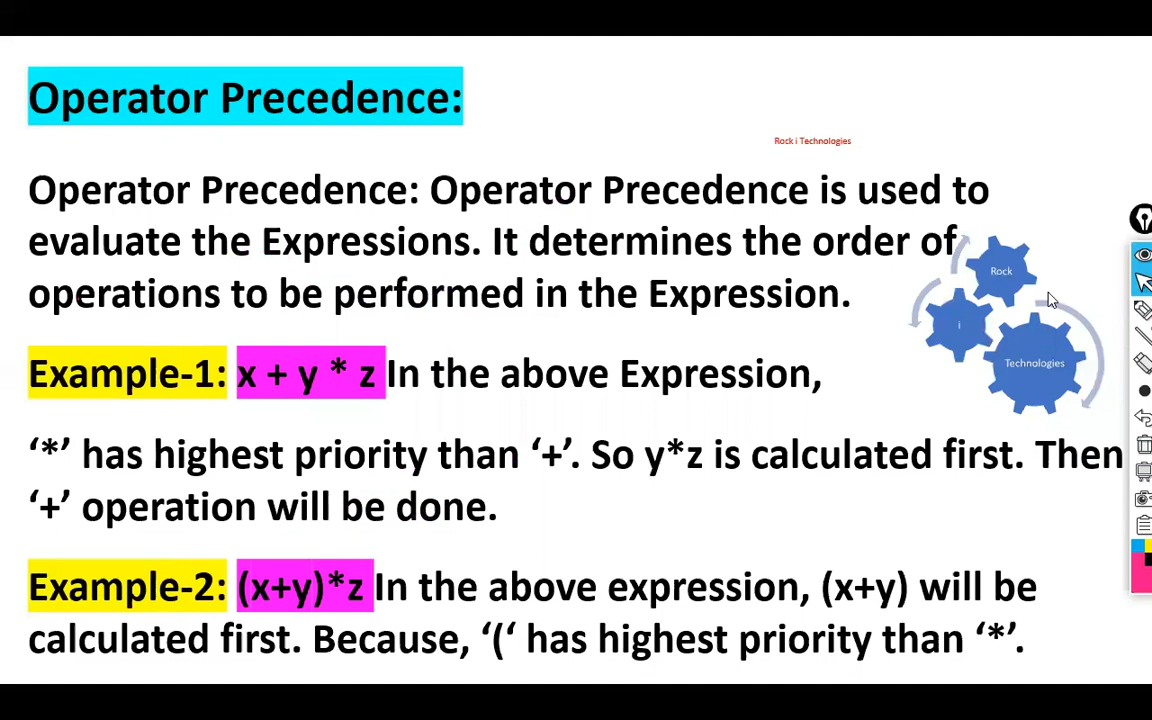 Operator Precedence:
Rock i Technologies
Operator Precedence: Operator Precedence is used to
evaluate the Expressions. It determines the order of
operations to be performed in the Expression.
Rock
i
Technologies
Example-1: x + y * z In the above Expression,
‘*’ has highest priority than ‘+’. So y*z is calculated first. Then
‘+’ operation will be done.
Example-2: (x+y)*z In the above expression, (x+y) will be
calculated first. Because, ‘(‘ has highest priority than ‘*’.